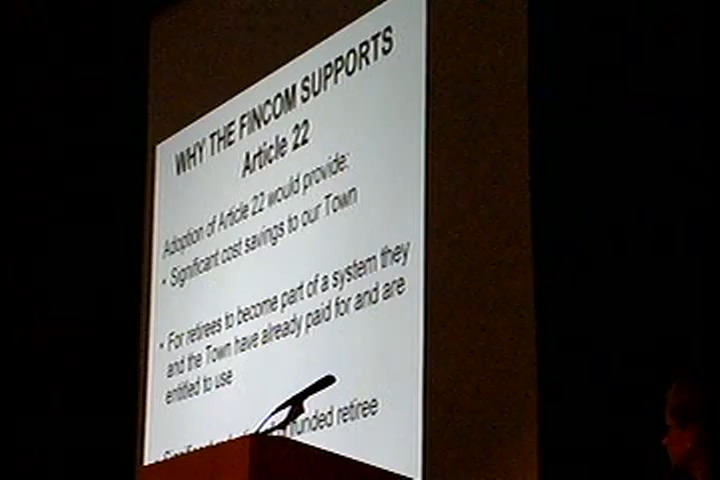 WHY THE FINCOM SUPPORTS
Article 22
Adoption of Article 22 would provide:
• Significant cost savings to our Town
• For retirees to become part of a system they
and the Town have already paid for and are
entitled to use
funded retiree